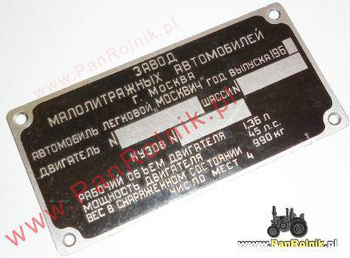 ЗАВОД
МАЛОЛИТРАЖНЫХ АВТОМОБИЛЕЙ
г. МОСКВА
АВТОМОБИЛЬ ЛЕГКОВОЙ „МОСКВИЧ" ГОД ВЫПУСКА 196
ДВИГАТЕЛЬ N ШАССИ N
КУЗОВ N
РАБОЧИЙ ОБЪЕМ ДВИГАТЕЛЯ 1,36 л
МОЩНОСТЬ ДВИГАТЕЛЯ 45 л.с.
ВЕС В СНАРЯЖЕННОМ СОСТОЯНИИ 990 кг
ЧИСЛО МЕСТ 4
www.PanRolnik.pl
www.PanRolnik.pl
www.PanRolnik.pl